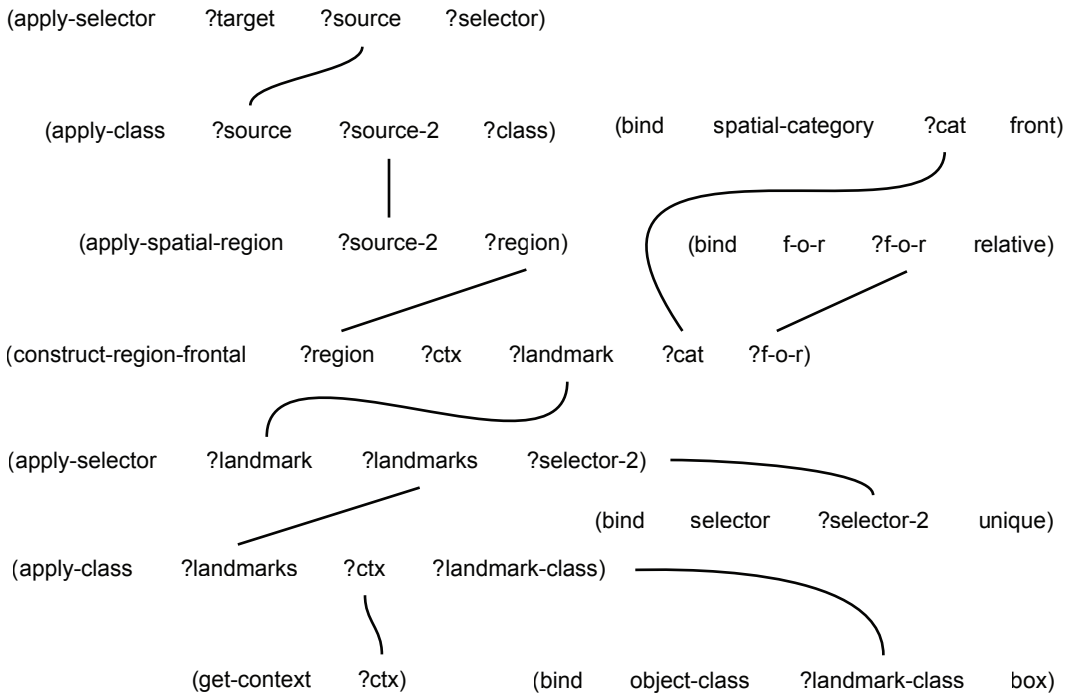 (apply-selector ?target ?source ?selector)
(apply-class ?source ?source-2 ?class)
(bind spatial-category ?cat front)
(apply-spatial-region ?source-2 ?region)
(bind f-o-r ?f-o-r relative)
(construct-region-frontal ?region ?ctx ?landmark ?cat ?f-o-r)
(apply-selector ?landmark ?landmarks ?selector-2)
(bind selector ?selector-2 unique)
(apply-class ?landmarks ?ctx ?landmark-class)
(get-context ?ctx)
(bind object-class ?landmark-class box)